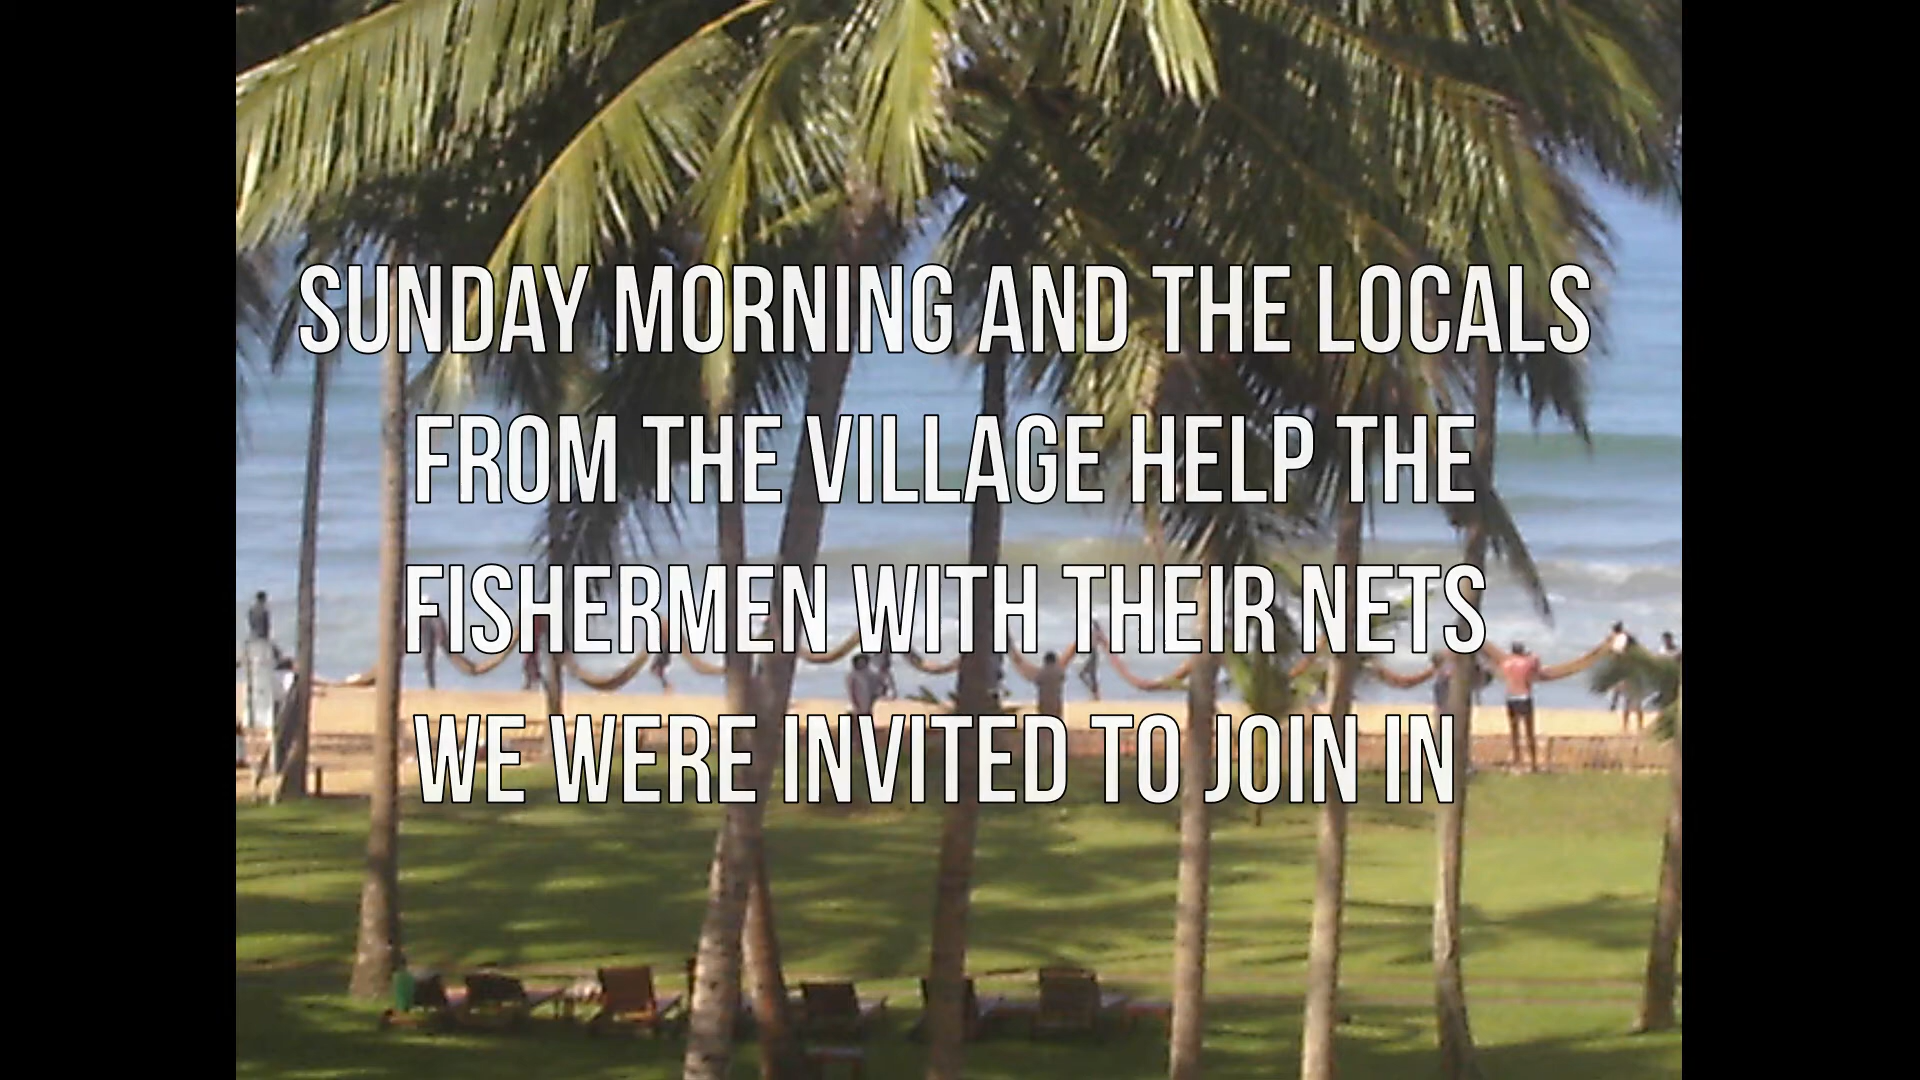 SUNDAY MORNING AND THE LOCALS
FROM THE VILLAGE HELP THE
FISHERMEN WITH THEIR NETS
WE WERE INVITED TO JOIN IN